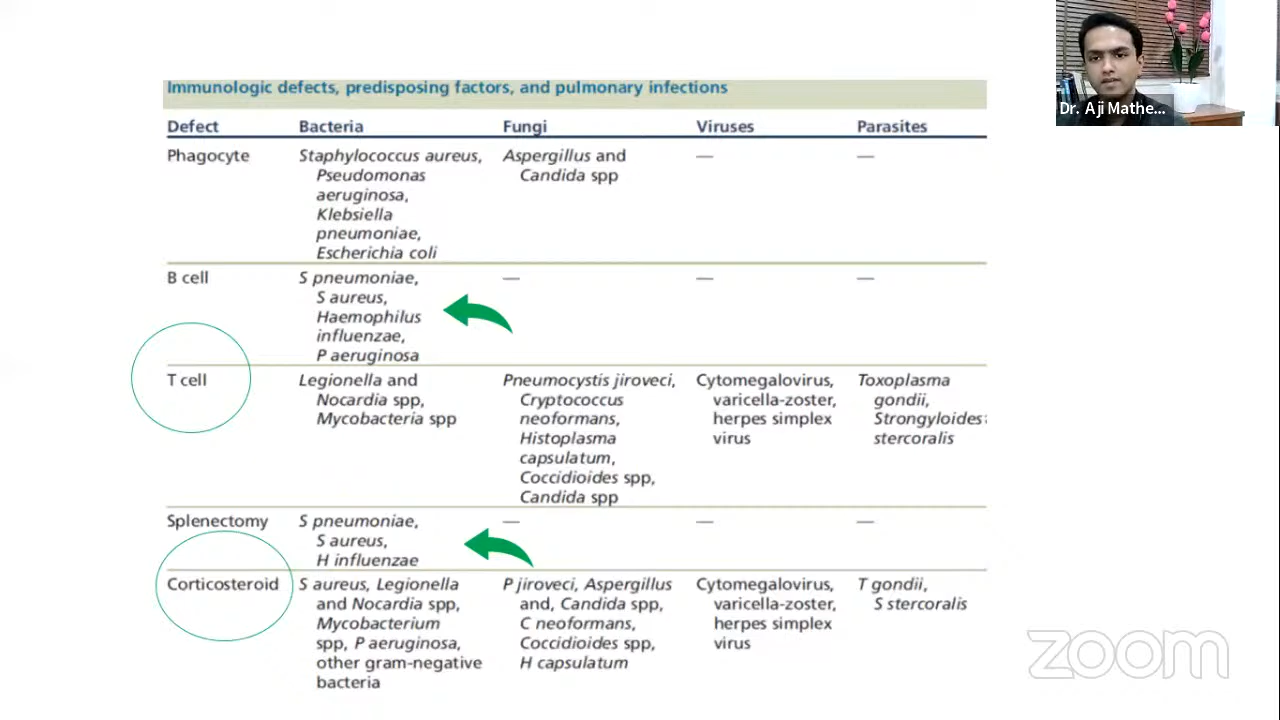 Immunologic defects, predisposing factors, and pulmonary infections
Defect Bacteria Fungi Viruses Parasites
Phagocyte Staphylococcus aureus, Aspergillus and — —
Pseudomonas Candida spp
aeruginosa,
Klebsiella
pneumoniae,
Escherichia coli
B cell S pneumoniae, — — —
S aureus,
Haemophilus
influenzae,
P aeruginosa
T cell Legionella and Pneumocystis jiroveci, Cytomegalovirus, Toxoplasma
Nocardia spp, Cryptococcus varicella-zoster, gondii,
Mycobacteria spp neoformans, herpes simplex Strongyloides
Histoplasma virus stercoralis
capsulatum,
Coccidioides spp,
Candida spp
Splenectomy S pneumoniae, — — —
S aureus,
H influenzae
Corticosteroid S aureus, Legionella P jiroveci, Aspergillus Cytomegalovirus, T gondii,
and Nocardia spp, and, Candida spp, varicella-zoster, S stercoralis
Mycobacterium C neoformans, herpes simplex
spp, P aeruginosa, Coccidioides spp, virus
other gram-negative H capsulatum
bacteria
Dr. Aji Mathe...
zoom